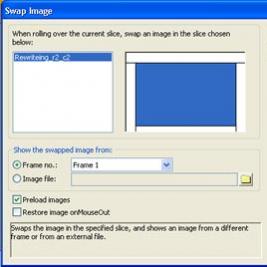 Swap Image
When rolling over the current slice, swap an image in the slice chosen
below:
Rewriteing_r2_c2
Show the swapped image from:
Frame no.: Frame 1
Image file:
Preload images
Restore image onMouseOut
Swaps the image in the specified slice, and shows an image from a different
frame or from an external file.